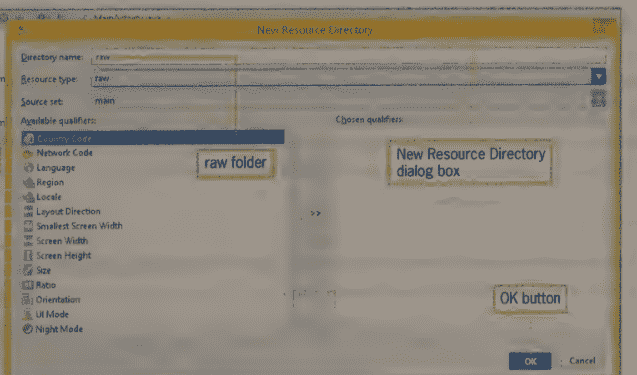 MainActivity.java
New Resource Directory
Directory name: raw
Resource type: raw
Source set: main
Available qualifiers:
Chosen qualifiers
Country Code
Network Code
Language
Region
Locale
Layout Direction
Smallest Screen Width
Screen Width
Screen Height
Size
Ratio
Orientation
UI Mode
Night Mode
raw folder
>>
New Resource Directory
dialog box
OK button
OK
Cancel